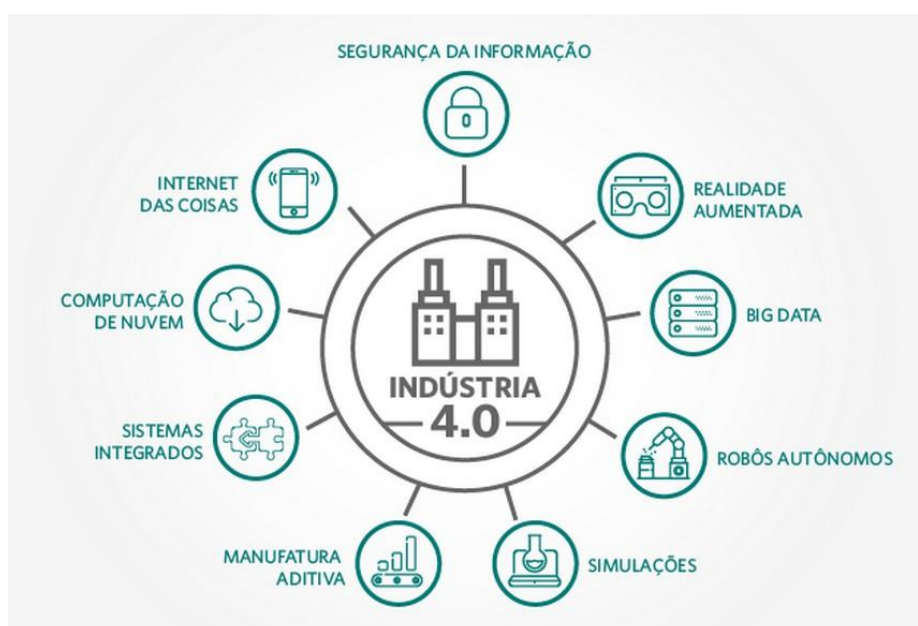 SEGURANÇA DA INFORMAÇÃO
INTERNET
DAS COISAS
REALIDADE
AUMENTADA
COMPUTAÇÃO
DE NUVEM
BIG DATA
INDÚSTRIA
4.0
SISTEMAS
INTEGRADOS
ROBÔS AUTÔNOMOS
MANUFATURA
ADITIVA
SIMULAÇÕES